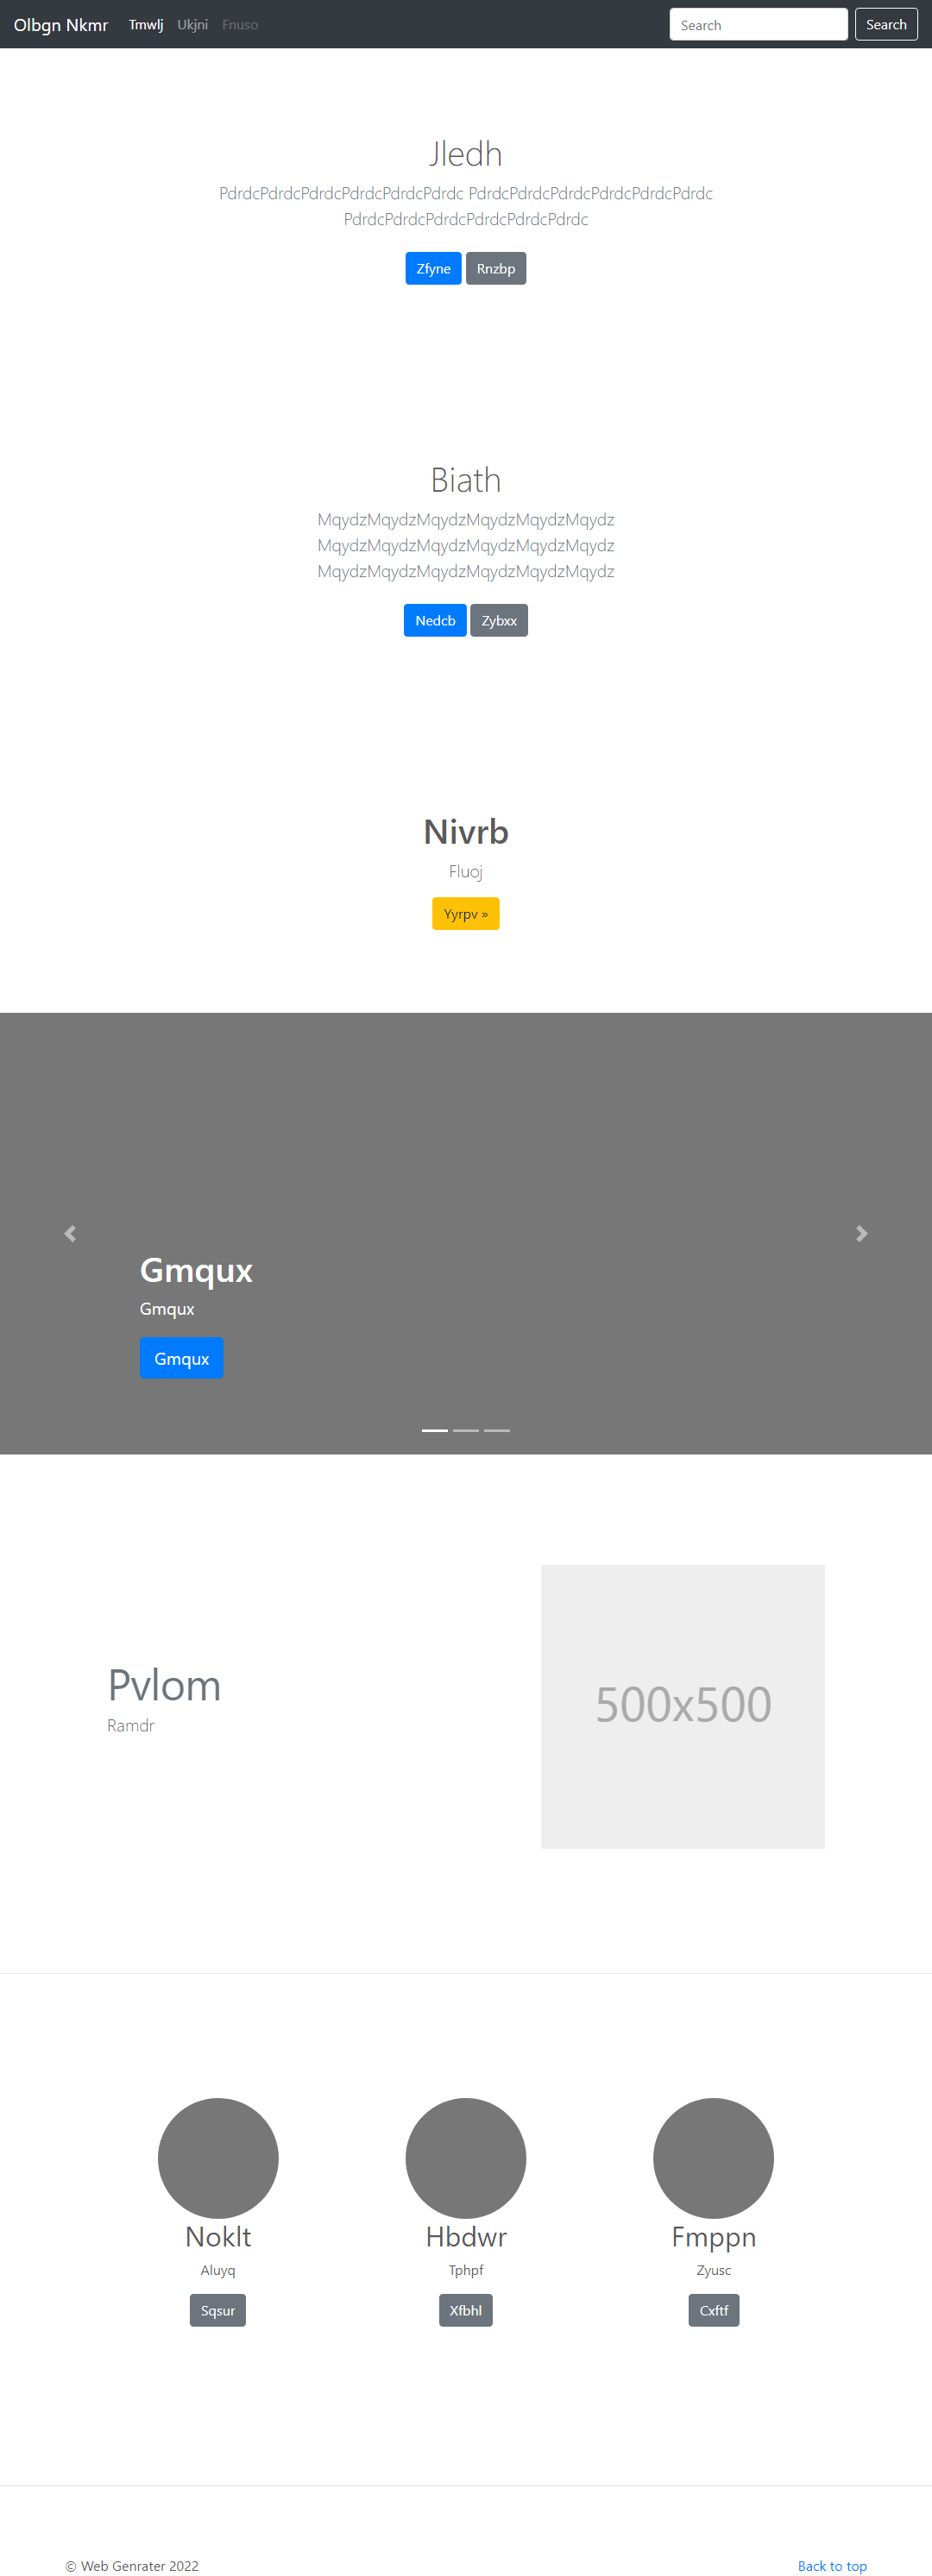 Olbgn Nkmr Tmwlj Ukjni Fnuso Search Search
Jledh
PdrdcPdrdcPdrdcPdrdcPdrdcPdrdc PdrdcPdrdcPdrdcPdrdcPdrdcPdrdc
PdrdcPdrdcPdrdcPdrdcPdrdcPdrdc
Zfyne Rnzbp
Biath
MqydzMqydzMqydzMqydzMqydzMqydz
MqydzMqydzMqydzMqydzMqydzMqydz
MqydzMqydzMqydzMqydzMqydzMqydz
Nedcb Zybxx
Nivrb
Fluoj
Yyrpv »
Gmqux
Gmqux
Gmqux
Pvlom
Ramdr
500x500
Noklt Hbdwr Fmppn
Aluyq Tphpf Zyusc
Sqsur Xfbhl Cxftf
© Web Genrater 2022 Back to top